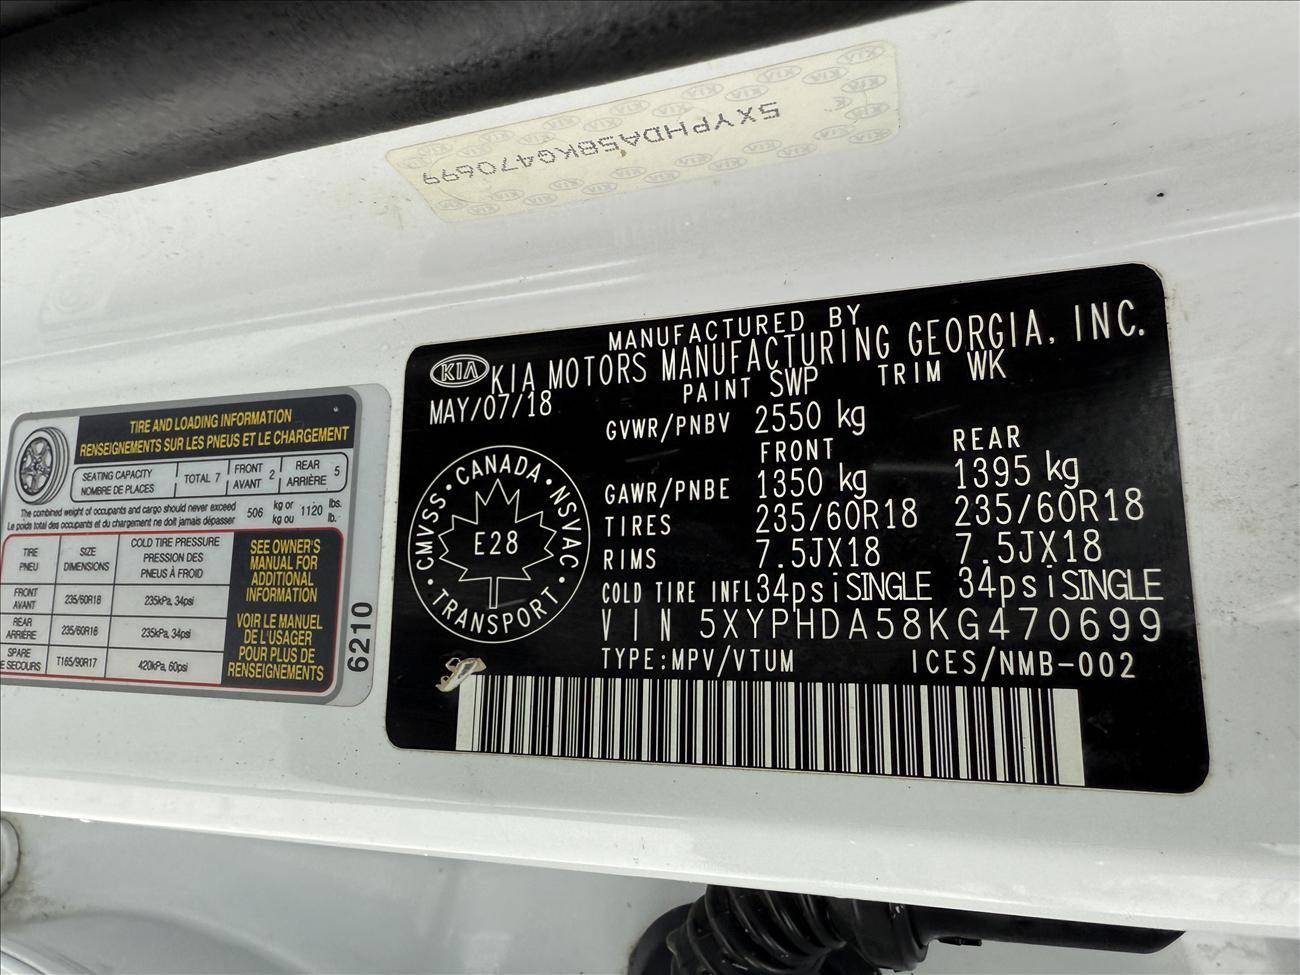 5XYPHDA58KG470699
MANUFACTURED BY
KIA KIA MOTORS MANUFACTURING GEORGIA, INC.
MAY/07/18 PAINT SWP TRIM WK
GVWR/PNBV 2550 kg
FRONT REAR
GAWR/PNBE 1350 kg 1395 kg
TIRES 235/60R18 235/60R18
RIMS 7.5JX18 7.5JX18
COLD TIRE INFL 34psi SINGLE 34psi SINGLE
VIN 5XYPHDA58KG470699
TYPE:MPV/VTUM ICES/NMB-002
CMVSS · CANADA · NSVAC
E28
· TRANSPORT ·
TIRE AND LOADING INFORMATION
RENSEIGNEMENTS SUR LES PNEUS ET LE CHARGEMENT
SEATING CAPACITY
NOMBRE DE PLACES
TOTAL 7
FRONT
AVANT 2
REAR
ARRIÈRE 5
The combined weight of occupants and cargo should never exceed
Le poids total des occupants et du chargement ne doit jamais dépasser
506 kg or 1120 lbs.
kg ou lb.
TIRE
PNEU
SIZE
DIMENSIONS
COLD TIRE PRESSURE
PRESSION DES
PNEUS À FROID
FRONT
AVANT
235/60R18
235kPa, 34psi
REAR
ARRIÈRE
235/60R18
235kPa, 34psi
SPARE
E SECOURS
T165/90R17
420kPa, 60psi
SEE OWNER'S
MANUAL FOR
ADDITIONAL
INFORMATION
VOIR LE MANUEL
DE L'USAGER
POUR PLUS DE
RENSEIGNEMENTS
6210